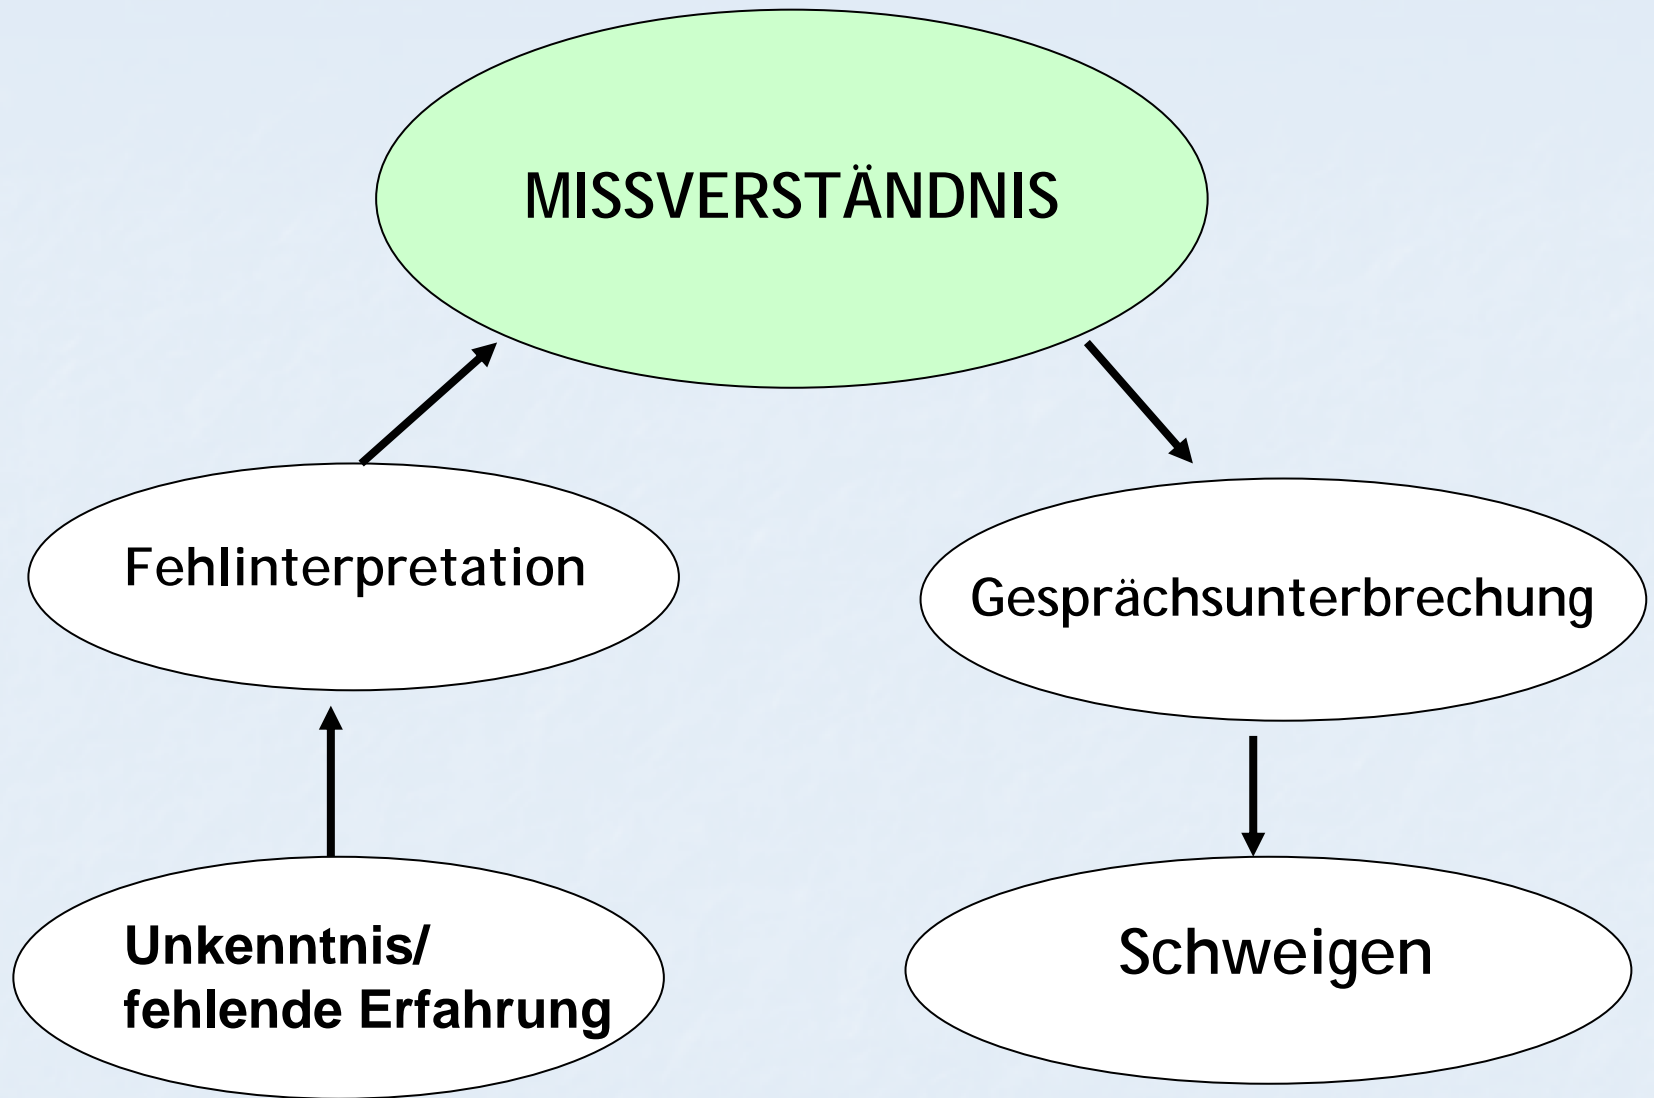 MISSVERSTÄNDNIS
Fehlinterpretation
Gesprächsunterbrechung
Unkenntnis/
fehlende Erfahrung
Schweigen